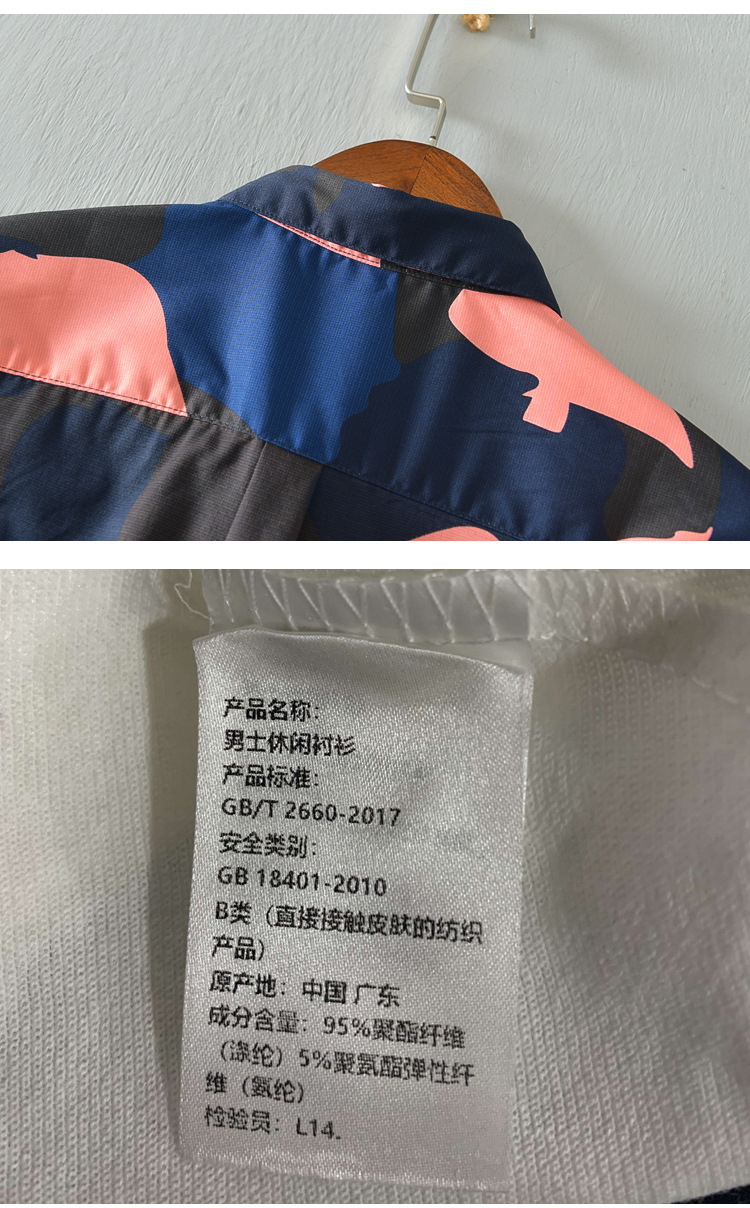 产品名称：
男士休闲衬衫
产品标准：
GB/T 2660-2017
安全类别：
GB 18401-2010
B类（直接接触皮肤的纺织
产品）
原产地：中国 广东
成分含量：95%聚酯纤维
（涤纶）5%聚氨酯弹性纤
维（氨纶）
检验员：L14.